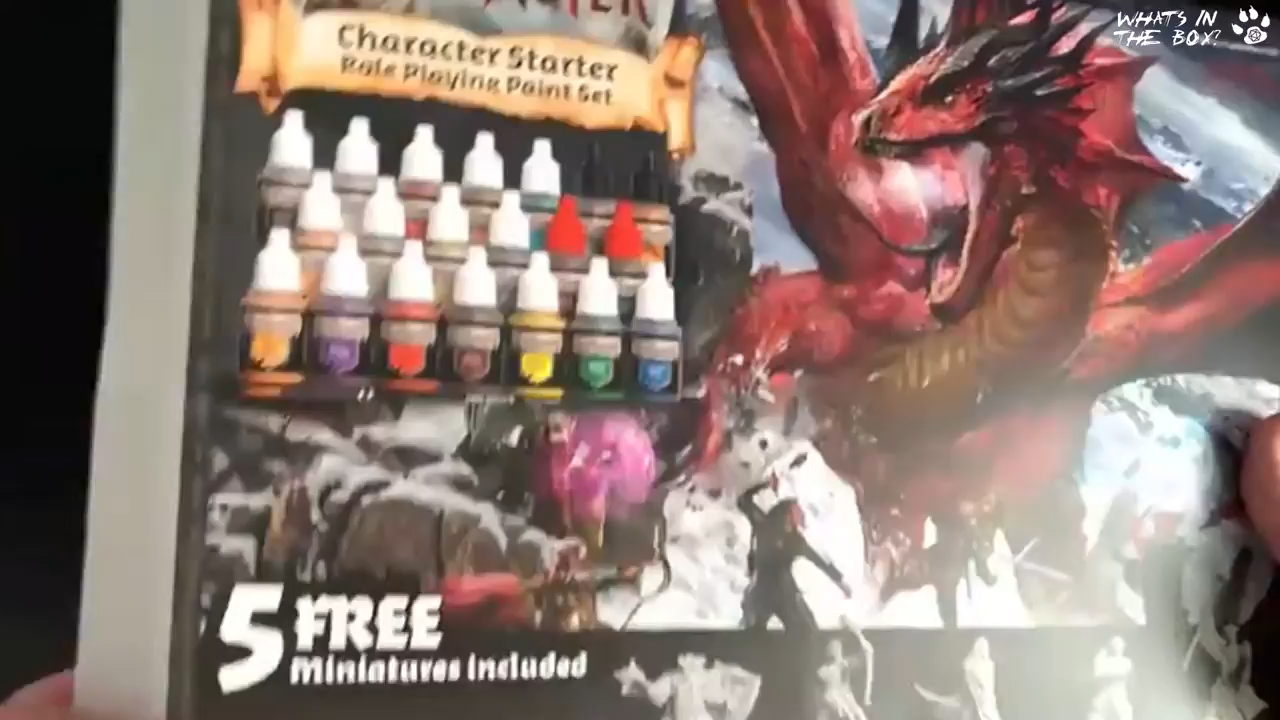 WHATS IN
THE BOX?
Character Starter
Role Playing Paint Set
5 FREE
Miniatures included